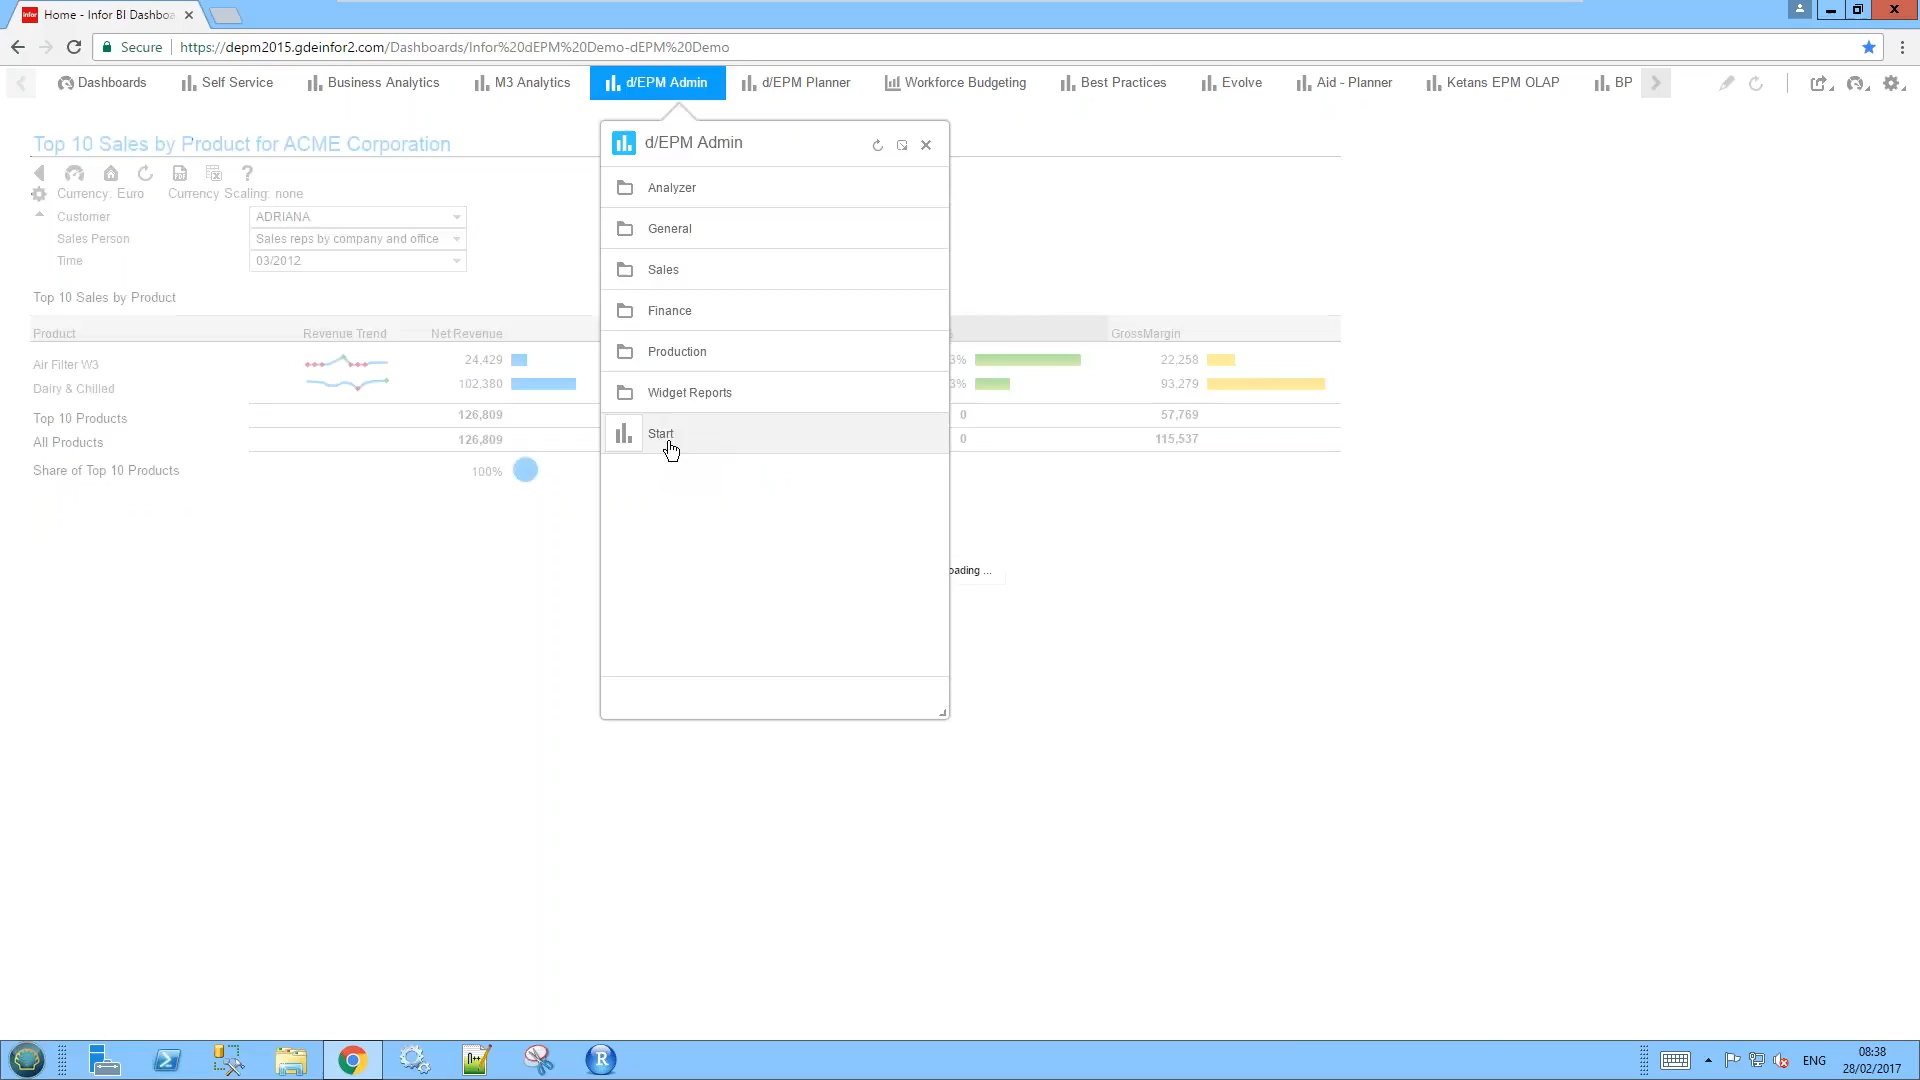 infor Home - Infor BI Dashboa
Secure https://depm2015.gdeinfor2.com/Dashboards/Infor%20dEPM%20Demo-dEPM%20Demo
Dashboards Self Service Business Analytics M3 Analytics d/EPM Admin d/EPM Planner Workforce Budgeting Best Practices Evolve Aid - Planner Ketans EPM OLAP BP
Top 10 Sales by Product for ACME Corporation
Currency: Euro Currency Scaling: none
Customer ADRIANA
Sales Person Sales reps by company and office
Time 03/2012
Top 10 Sales by Product
Product Revenue Trend Net Revenue GrossMargin
Air Filter W3 24,429 3% 22,258
Dairy & Chilled 102,380 3% 93,279
Top 10 Products 126,809 0 57,769
All Products 126,809 0 115,537
Share of Top 10 Products 100%
d/EPM Admin
Analyzer
General
Sales
Finance
Production
Widget Reports
Start
oading ...
R
ENG
08:38
28/02/2017